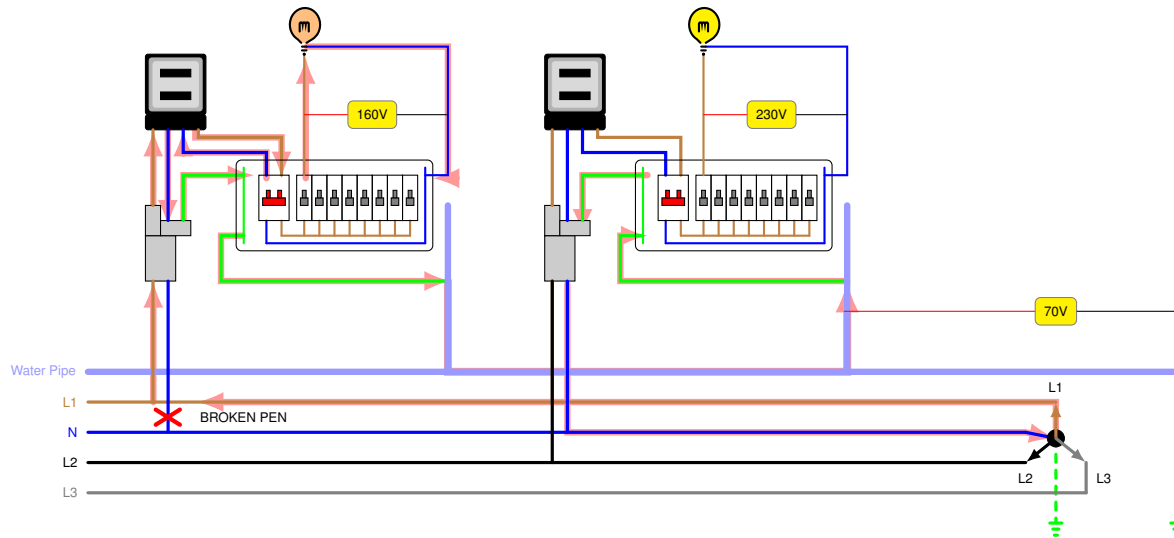 160V
230V
70V
Water Pipe
L1
L1
BROKEN PEN
N
L2
L2
L3
L3